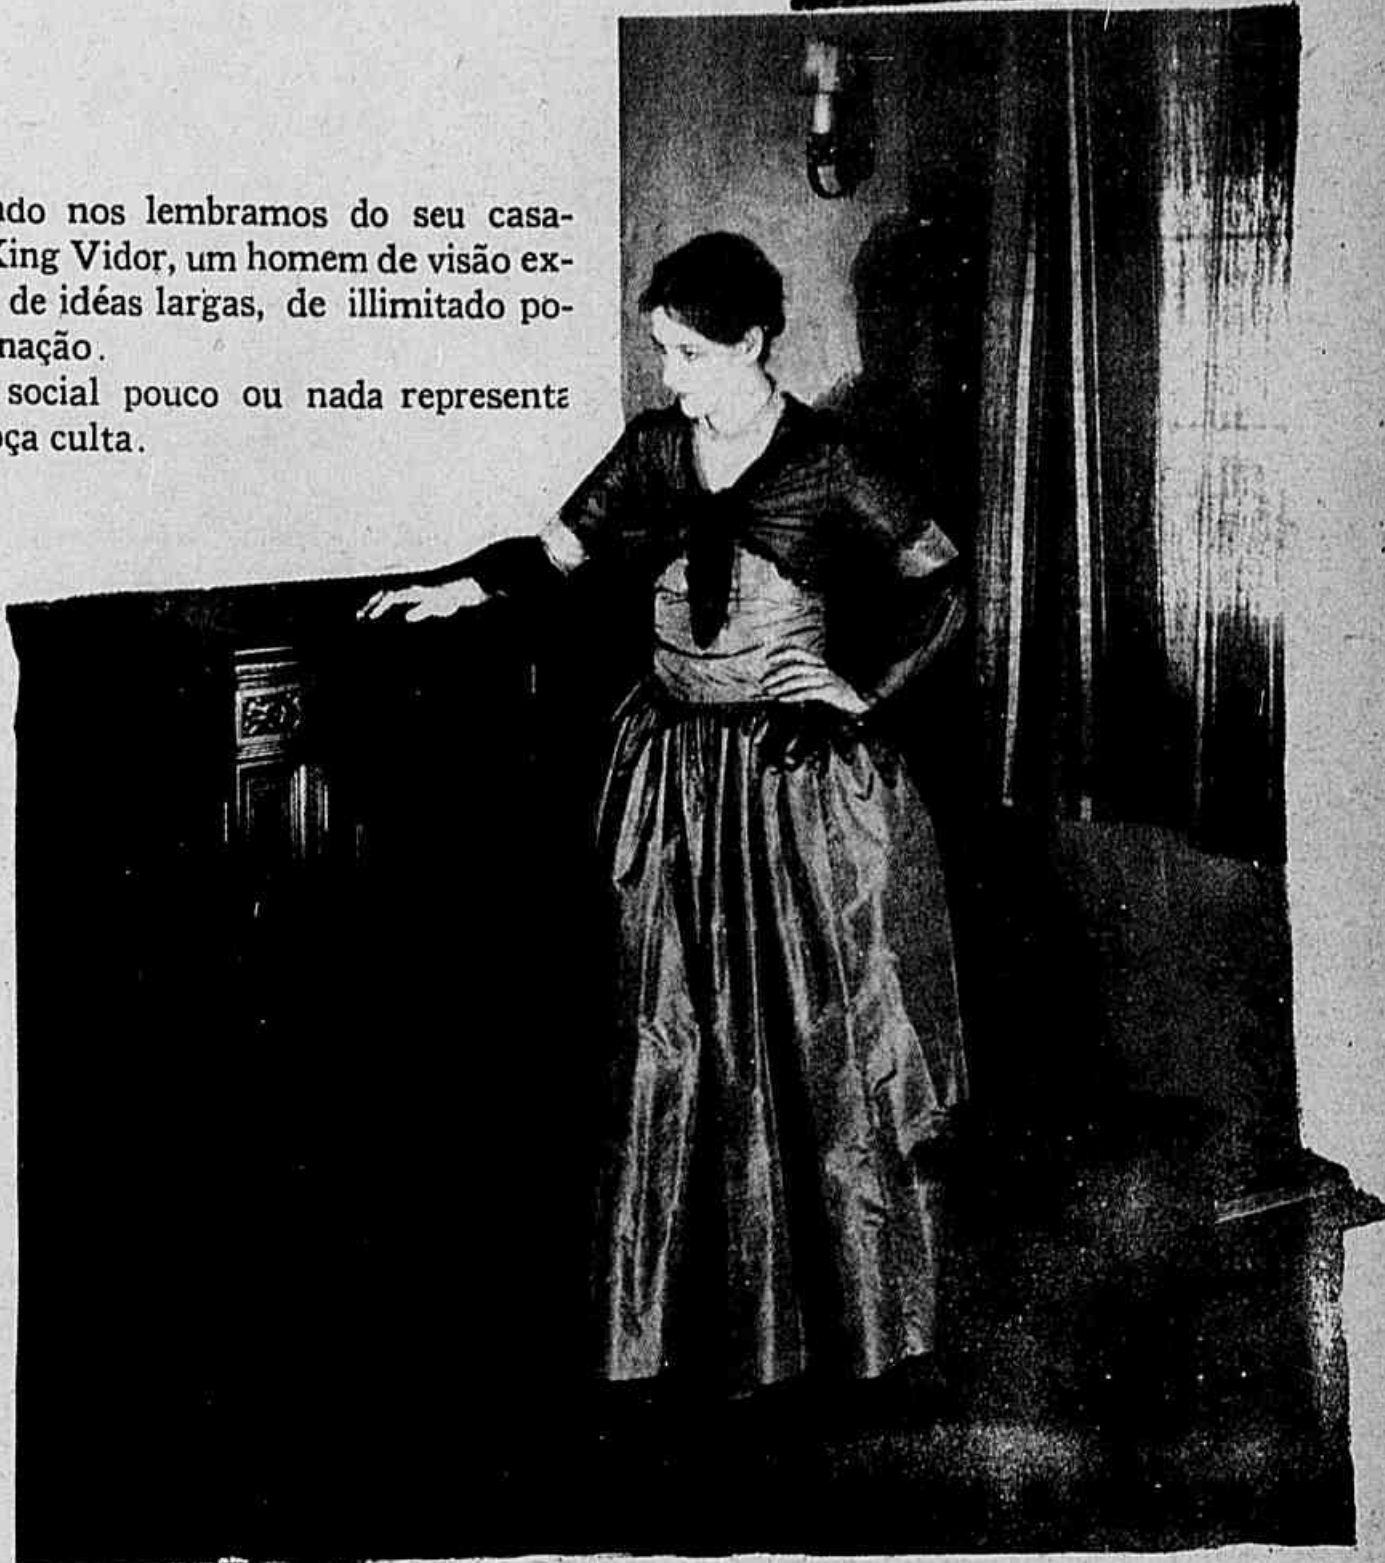 ndo nos lembramos do seu casa-
King Vidor, um homem de visão ex-
de idéas largas, de illimitado po-
nação.
social pouco ou nada representa
ça culta.